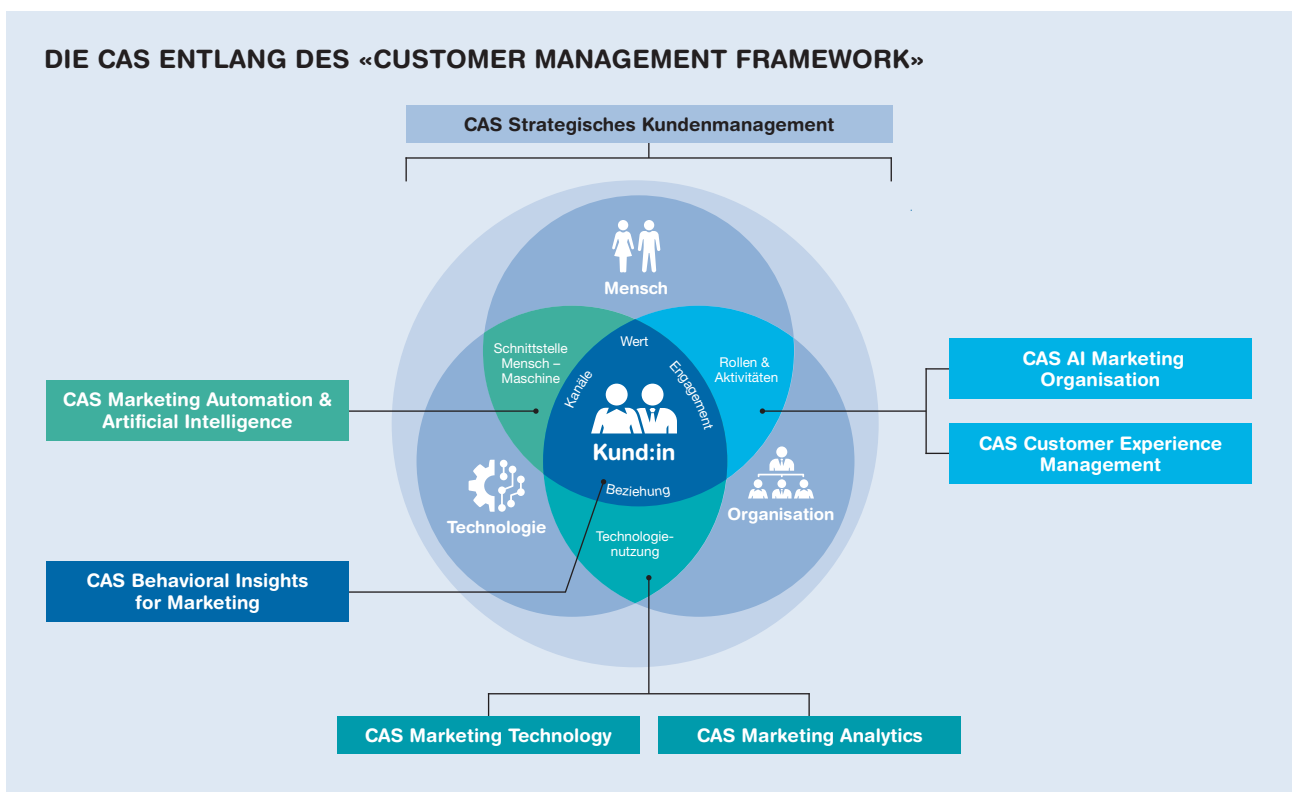 DIE CAS ENTLANG DES «CUSTOMER MANAGEMENT FRAMEWORK»
CAS Strategisches Kundenmanagement
Mensch
Schnittstelle
Mensch –
Maschine
Wert
Rollen &
Aktivitäten
Kanäle
Engagement
Kund:in
Beziehung
Technologie
Organisation
Technologie-
nutzung
CAS AI Marketing
Organisation
CAS Customer Experience
Management
CAS Marketing Automation &
Artificial Intelligence
CAS Behavioral Insights
for Marketing
CAS Marketing Technology
CAS Marketing Analytics